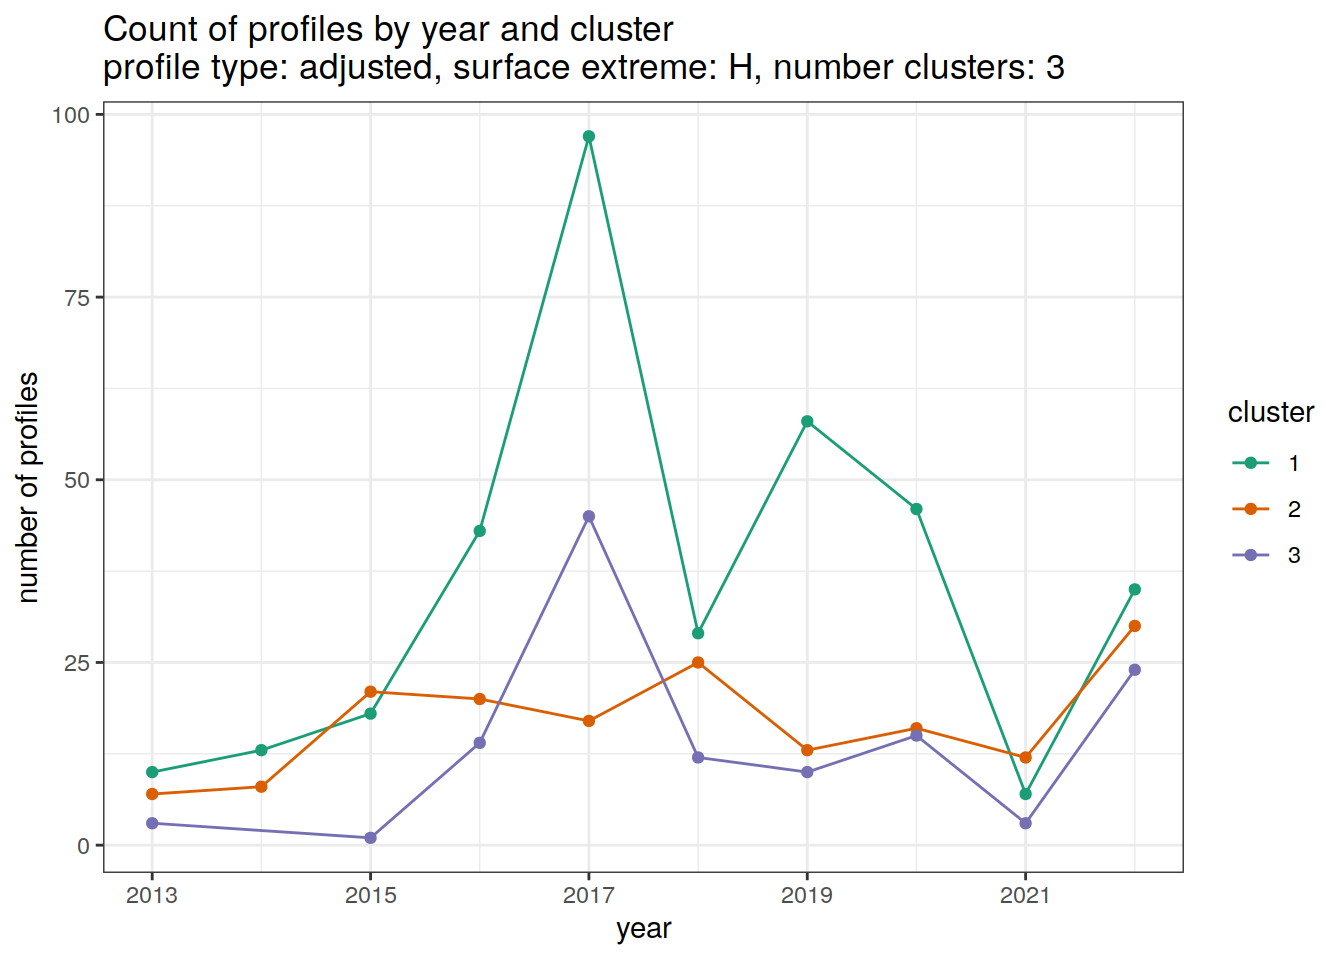 Count of profiles by year and cluster
profile type: adjusted, surface extreme: H, number clusters: 3
100
75
50
25
0
number of profiles
2013 2015 2017 2019 2021
year
cluster
1
2
3